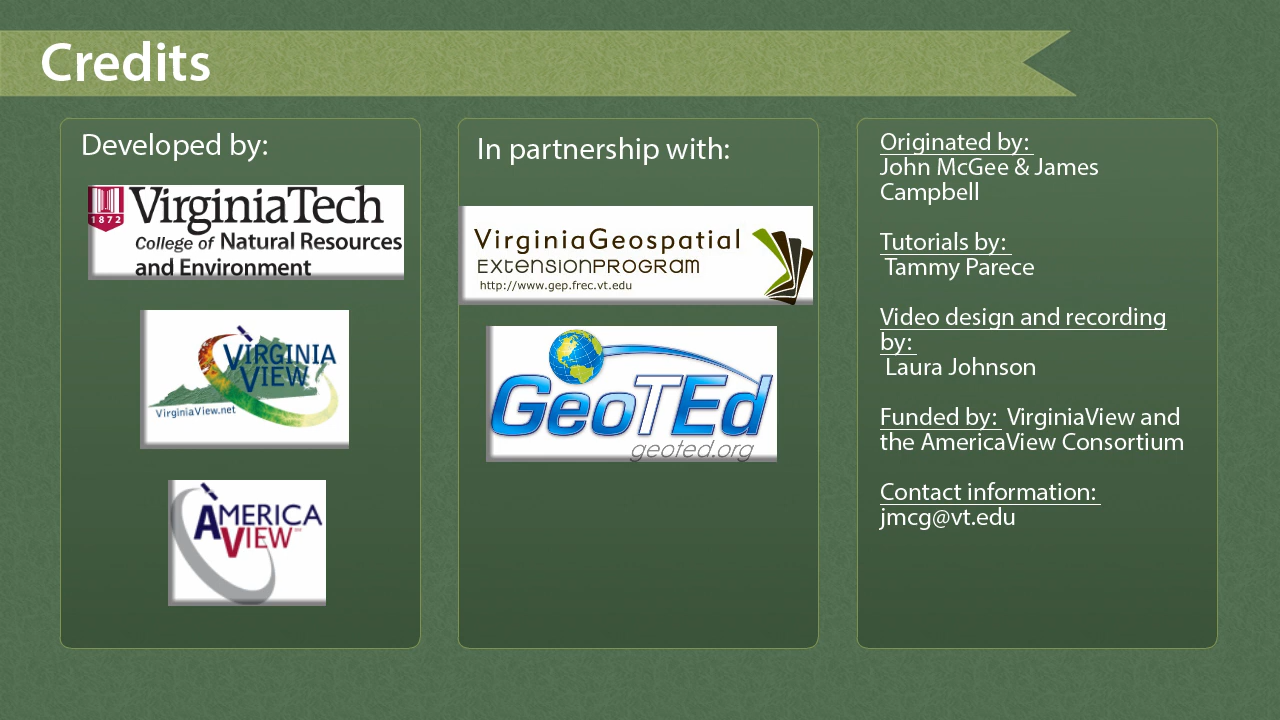 Credits
Developed by:
1872
VirginiaTech
College of Natural Resources
and Environment
VIRGINIA
VIEW
VirginiaView.net
AMERICA
VIEW
In partnership with:
VirginiaGeospatial
ExtensionPROGRAM
http://www.gep.frec.vt.edu
GeoTEd
geoted.org
Originated by:
John McGee & James
Campbell
Tutorials by:
Tammy Parece
Video design and recording
by:
Laura Johnson
Funded by: VirginiaView and
the AmericaView Consortium
Contact information:
jmcg@vt.edu